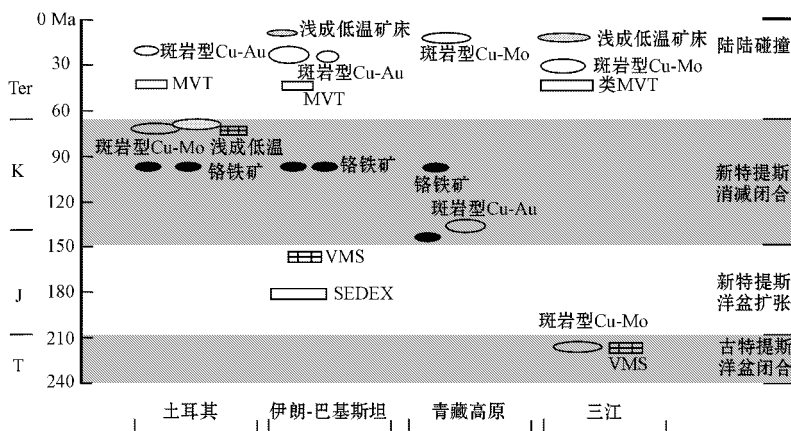 0 Ma
浅成低温矿床
斑岩型Cu-Au
斑岩型Cu-Mo
浅成低温矿床
陆陆碰撞
30
斑岩型Cu-Au
斑岩型Cu-Mo
Ter
MVT
MVT
类MVT
60
斑岩型Cu-Mo 浅成低温
K
90
铬铁矿
铬铁矿
铬铁矿
新特提斯
消减闭合
120
斑岩型Cu-Au
150
VMS
J
180
SEDEX
新特提斯
洋盆扩张
210
斑岩型Cu-Mo
古特提斯
洋盆闭合
T
VMS
240
土耳其
伊朗-巴基斯坦
青藏高原
三江